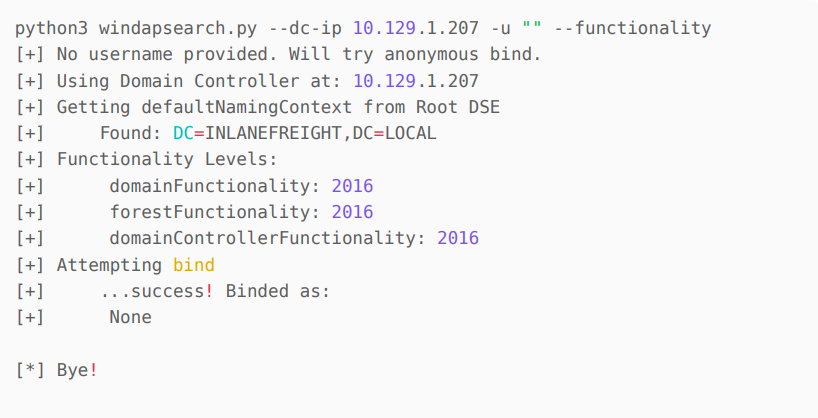 python3 windapsearch.py --dc-ip 10.129.1.207 -u "" --functionality
[+] No username provided. Will try anonymous bind.
[+] Using Domain Controller at: 10.129.1.207
[+] Getting defaultNamingContext from Root DSE
[+]     Found: DC=INLANEFREIGHT,DC=LOCAL
[+] Functionality Levels:
[+]      domainFunctionality: 2016
[+]      forestFunctionality: 2016
[+]      domainControllerFunctionality: 2016
[+] Attempting bind
[+]     ...success! Binded as:
[+]      None
[*] Bye!